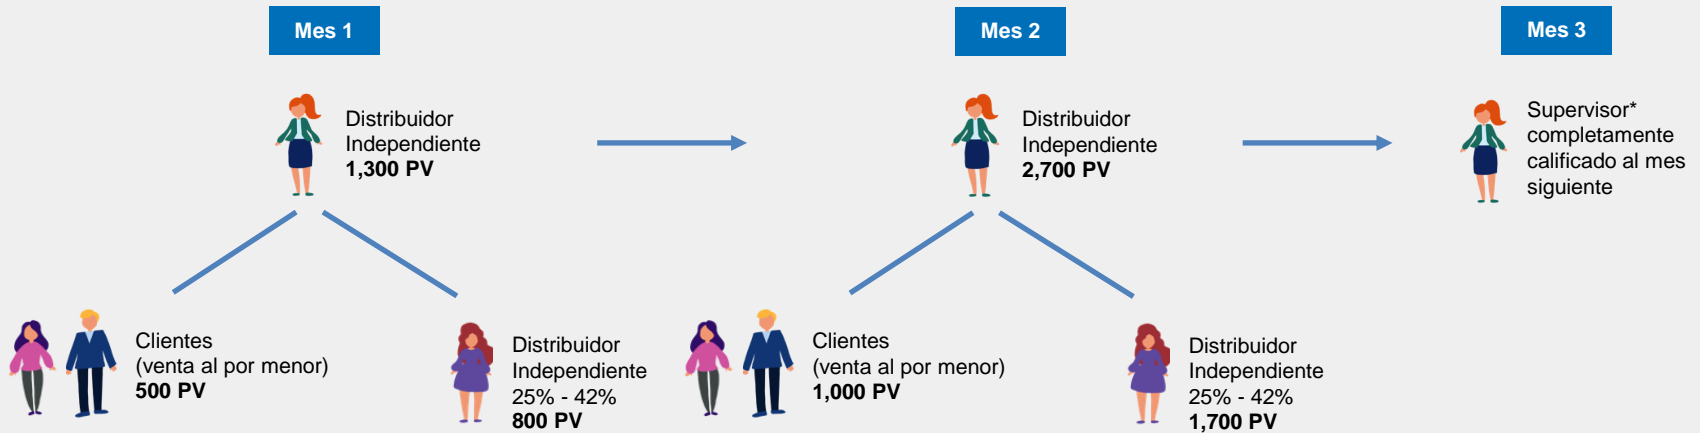 Mes 1
Mes 2
Mes 3
Distribuidor
Independiente
1,300 PV
Distribuidor
Independiente
2,700 PV
Supervisor*
completamente
calificado al mes
siguiente
Clientes
(venta al por menor)
500 PV
Distribuidor
Independiente
25% - 42%
800 PV
Clientes
(venta al por menor)
1,000 PV
Distribuidor
Independiente
25% - 42%
1,700 PV